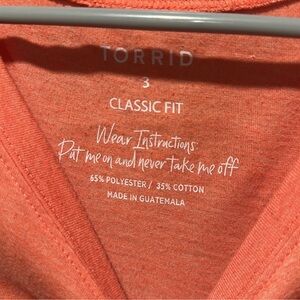 TORRID
3
CLASSIC FIT
Wear Instructions:
Put me on and never take me off
65% POLYESTER / 35% COTTON
MADE IN GUATEMALA